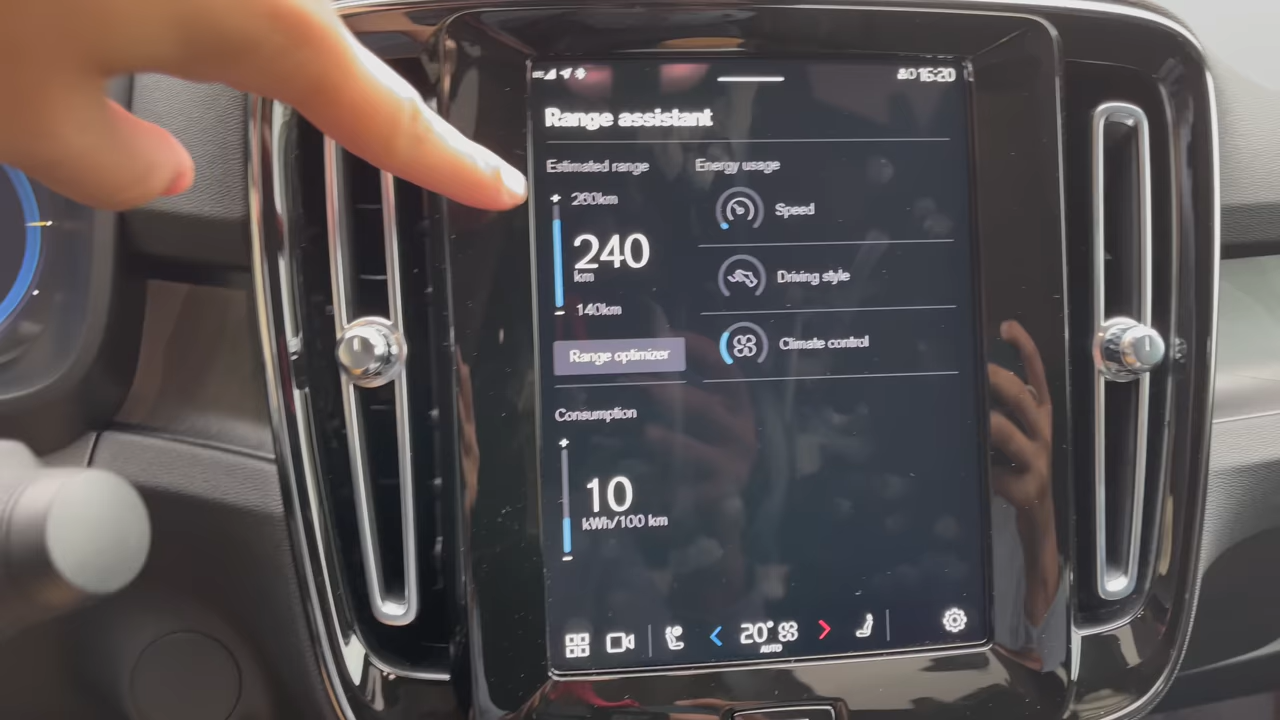 16:20
Range assistant
Estimated range
260km
240
km
140km
Range optimizer
Energy usage
Speed
Driving style
Climate control
Consumption
10
kWh/100 km
20°
AUTO